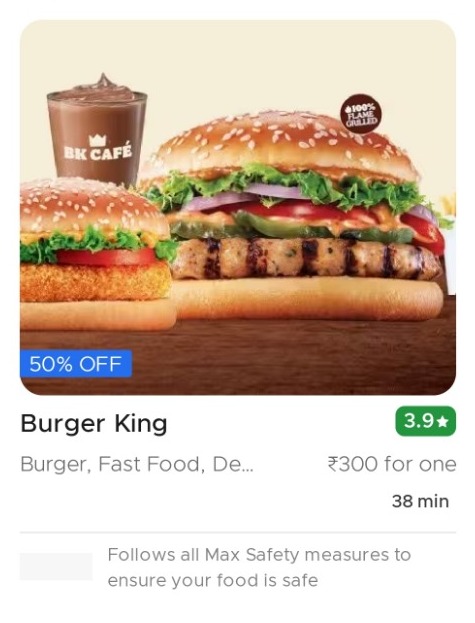 100%
FLAME
GRILLED
BK CAFÉ
50% OFF
Burger King
3.9★
Burger, Fast Food, De...
₹300 for one
38 min
Follows all Max Safety measures to
ensure your food is safe